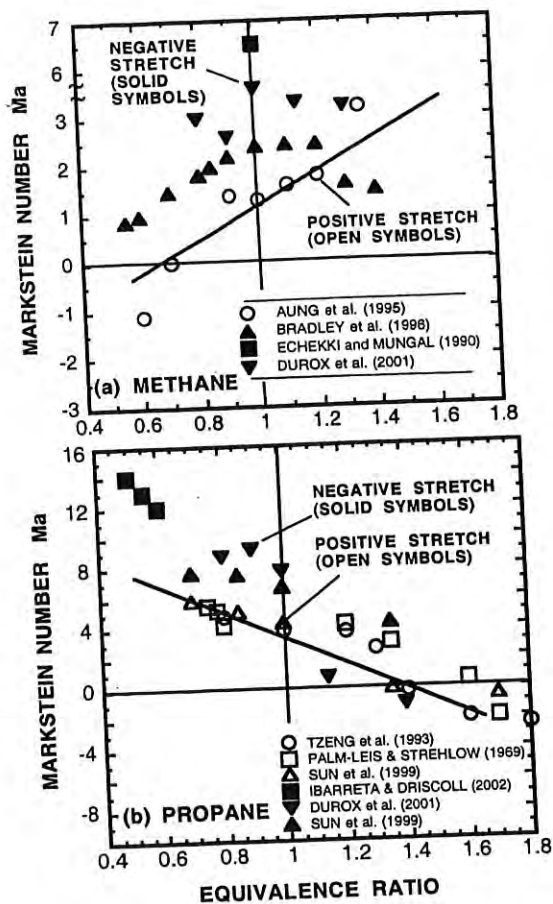 MARKSTEIN NUMBER Ma
7
6
3
2
1
0
-1
-2
-3
NEGATIVE
STRETCH
(SOLID
SYMBOLS)
POSITIVE STRETCH
(OPEN SYMBOLS)
AUNG et al. (1995)
BRADLEY et al. (1996)
ECHEKKI and MUNGAL (1990)
DUROX et al. (2001)
(a) METHANE
0.4 0.6 0.8 1 1.2 1.4 1.6 1.8
MARKSTEIN NUMBER Ma
16
12
8
4
0
-4
-8
NEGATIVE STRETCH
(SOLID SYMBOLS)
POSITIVE STRETCH
(OPEN SYMBOLS)
TZENG et al. (1993)
PALM-LEIS & STREHLOW (1969)
SUN et al. (1999)
IBARRETA & DRISCOLL (2002)
DUROX et al. (2001)
SUN et al. (1999)
(b) PROPANE
0.4 0.6 0.8 1 1.2 1.4 1.6 1.8
EQUIVALENCE RATIO